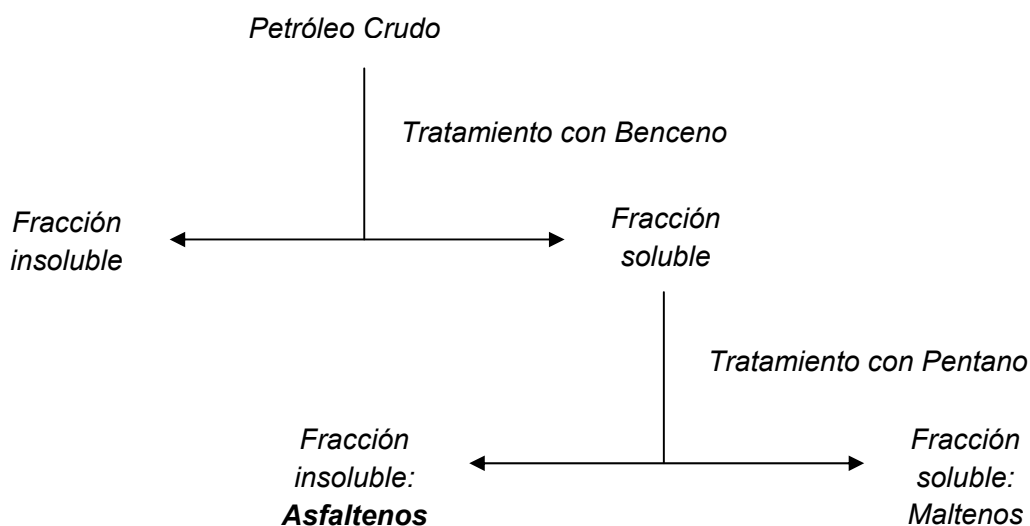 Petróleo Crudo
Tratamiento con Benceno
Fracción
insoluble
Fracción
soluble
Tratamiento con Pentano
Fracción
insoluble:
Asfaltenos
Fracción
soluble:
Maltenos